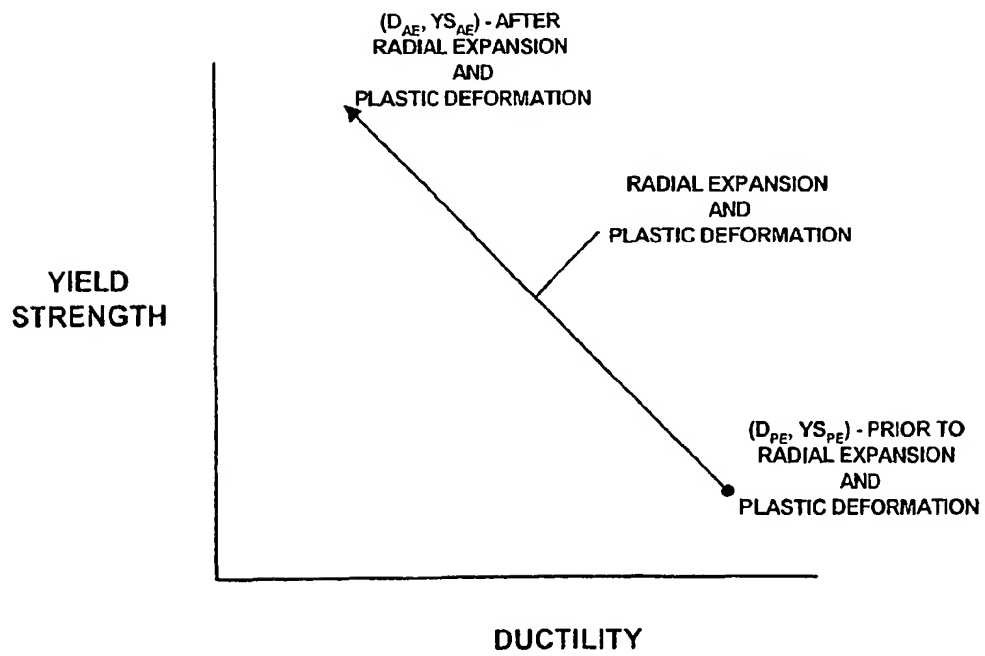 (D_AE, YS_AE) - AFTER
RADIAL EXPANSION
AND
PLASTIC DEFORMATION
RADIAL EXPANSION
AND
PLASTIC DEFORMATION
YIELD
STRENGTH
(D_PE, YS_PE) - PRIOR TO
RADIAL EXPANSION
AND
PLASTIC DEFORMATION
DUCTILITY